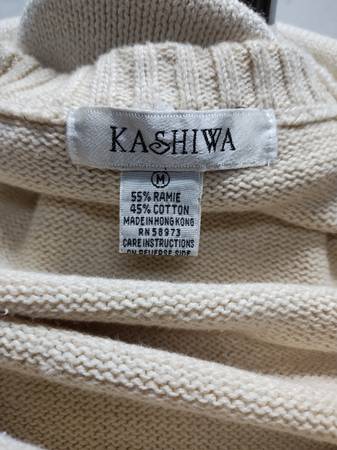 KASHIWA
M
55% RAMIE
45% COTTON
MADE IN HONG KONG
RN 58973
CARE INSTRUCTIONS
ON REVERSE SIDE